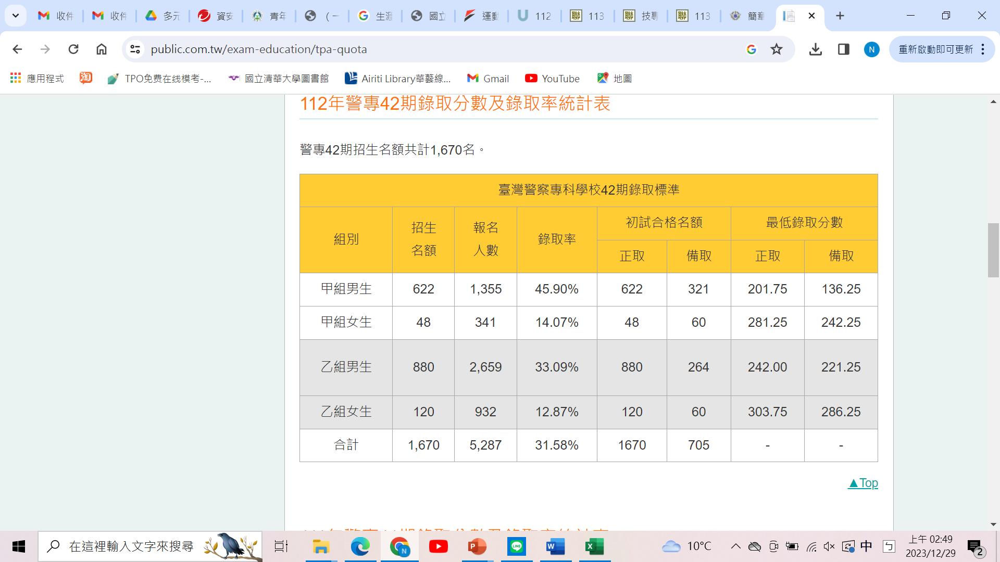 收件
收件
多元
資安
青年
(一
生涯
國立
運動
112
113
技專
113
簡章
public.com.tw/exam-education/tpa-quota
N
重新啟動即可更新
應用程式
TPO免费在线模考-...
國立清華大學圖書館
Airiti Library華藝線...
Gmail
YouTube
地圖
112年警專42期錄取分數及錄取率統計表
警專42期招生名額共計1,670名。
臺灣警察專科學校42期錄取標準
組別 招生名額 報名人數 錄取率 初試合格名額 最低錄取分數
正取 備取 正取 備取
甲組男生 622 1,355 45.90% 622 321 201.75 136.25
甲組女生 48 341 14.07% 48 60 281.25 242.25
乙組男生 880 2,659 33.09% 880 264 242.00 221.25
乙組女生 120 932 12.87% 120 60 303.75 286.25
合計 1,670 5,287 31.58% 1670 705 - -
▲Top
在這裡輸入文字來搜尋
10°C
中
上午 02:49
2023/12/29
2